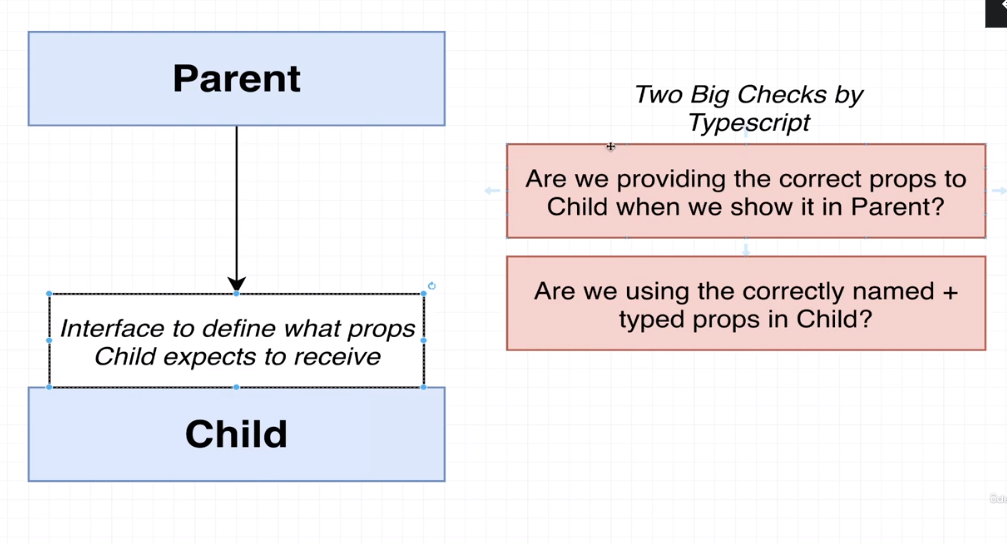 Parent
Two Big Checks by
Typescript
Are we providing the correct props to
Child when we show it in Parent?
Are we using the correctly named +
typed props in Child?
Interface to define what props
Child expects to receive
Child